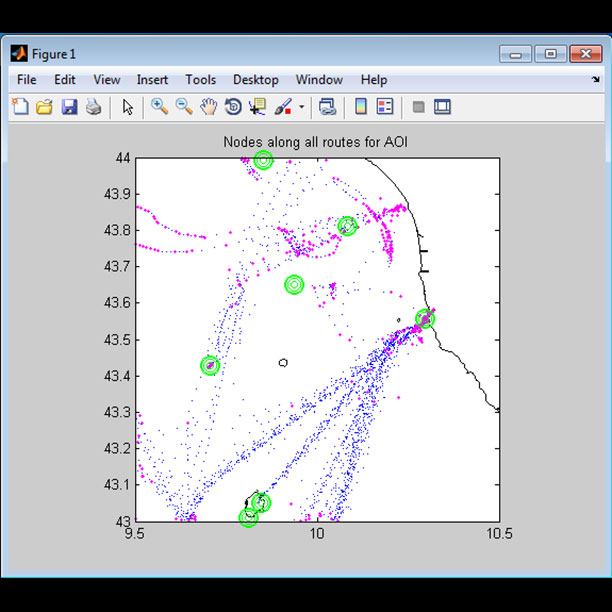 Figure 1
File Edit View Insert Tools Desktop Window Help
Nodes along all routes for AOI
44
43.9
43.8
43.7
43.6
43.5
43.4
43.3
43.2
43.1
43
9.5 10 10.5